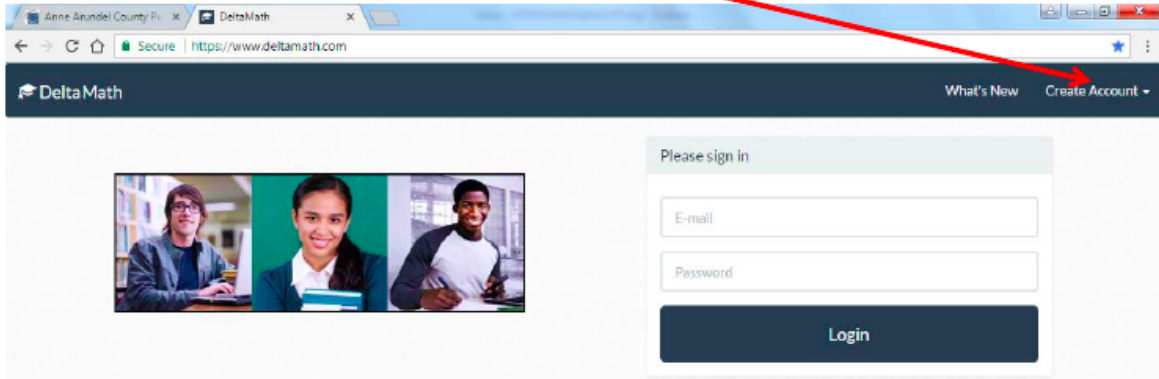 Anne Arundel County Pu DeltaMath
Secure | https://www.deltamath.com
DeltaMath What's New Create Account
Please sign in
E-mail
Password
Login